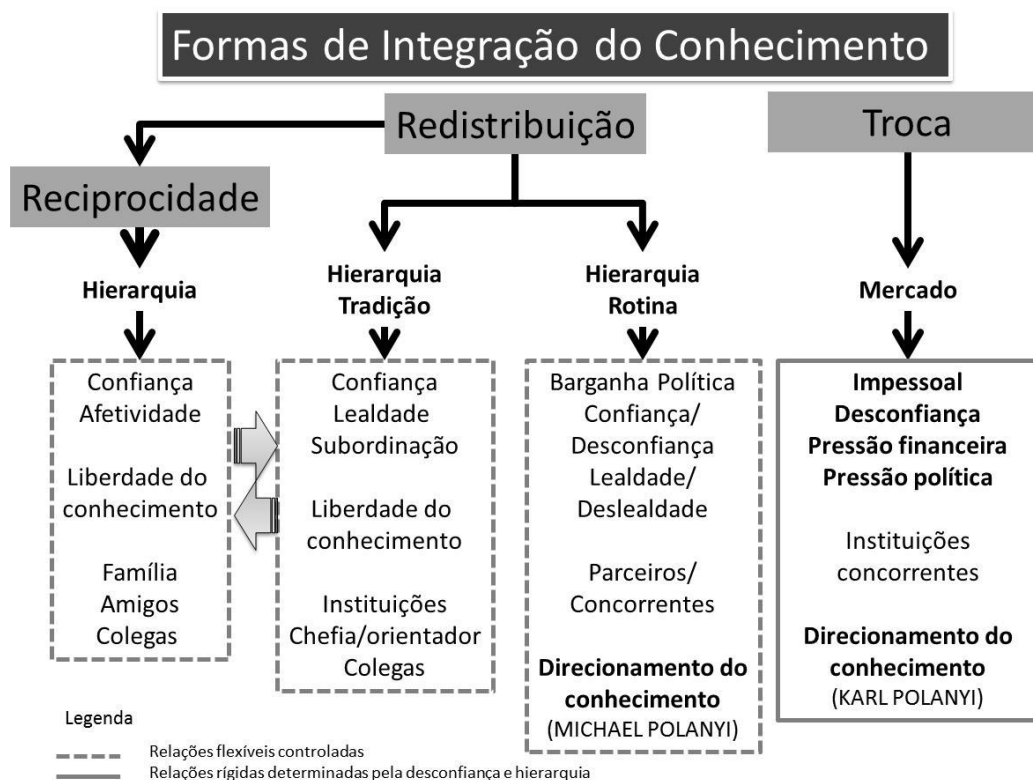 Formas de Integração do Conhecimento
Redistribuição
Troca
Reciprocidade
Hierarquia
Hierarquia
Tradição
Hierarquia
Rotina
Mercado
Confiança
Afetividade
Liberdade do
conhecimento
Família
Amigos
Colegas
Confiança
Lealdade
Subordinação
Liberdade do
conhecimento
Instituições
Chefia/orientador
Colegas
Barganha Política
Confiança/
Desconfiança
Lealdade/
Deslealdade
Parceiros/
Concorrentes
Direcionamento do
conhecimento
(MICHAEL POLANYI)
Impessoal
Desconfiança
Pressão financeira
Pressão política
Instituições
concorrentes
Direcionamento do
conhecimento
(KARL POLANYI)
Legenda
Relações flexíveis controladas
Relações rígidas determinadas pela desconfiança e hierarquia